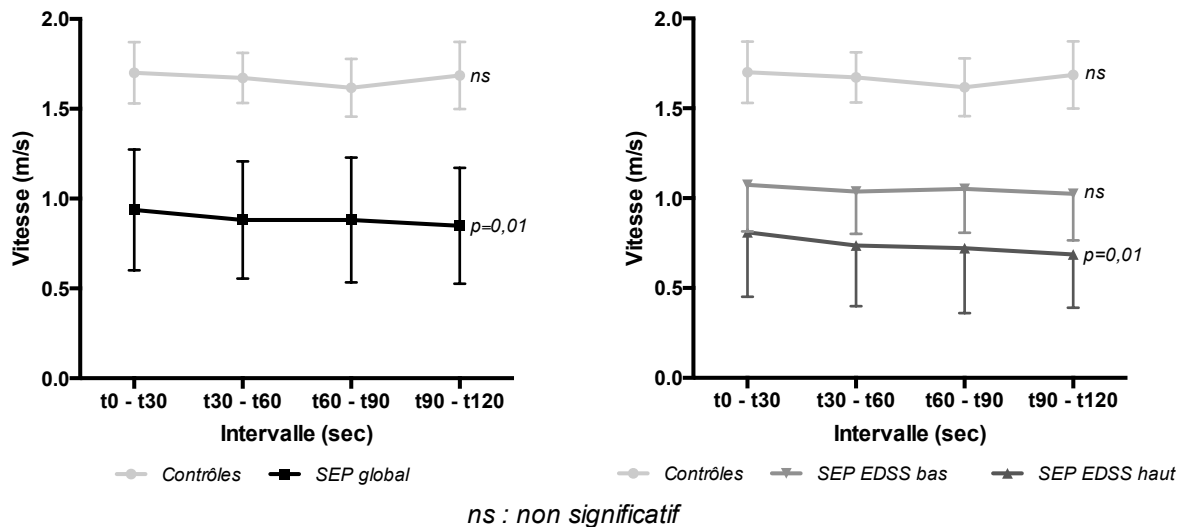 2.0
1.5
1.0
0.5
0.0
Vitesse (m/s)
ns
p=0,01
t0 - t30
t30 - t60
t60 - t90
t90 - t120
Intervalle (sec)
Contrôles
SEP global
2.0
1.5
1.0
0.5
0.0
Vitesse (m/s)
ns
ns
p=0,01
t0 - t30
t30 - t60
t60 - t90
t90 - t120
Intervalle (sec)
Contrôles
SEP EDSS bas
SEP EDSS haut
ns : non significatif